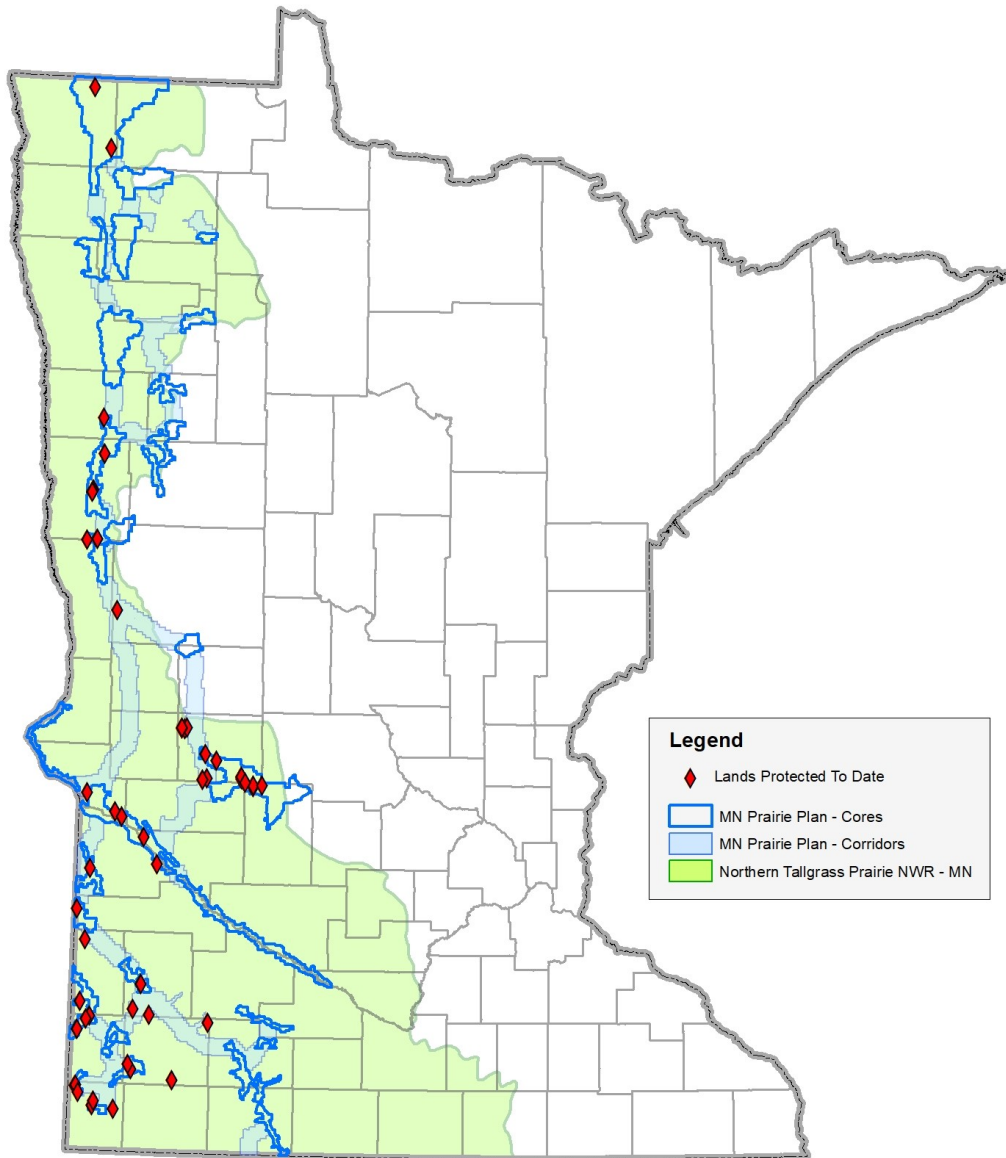 Legend
Lands Protected To Date
MN Prairie Plan - Cores
MN Prairie Plan - Corridors
Northern Tallgrass Prairie NWR - MN